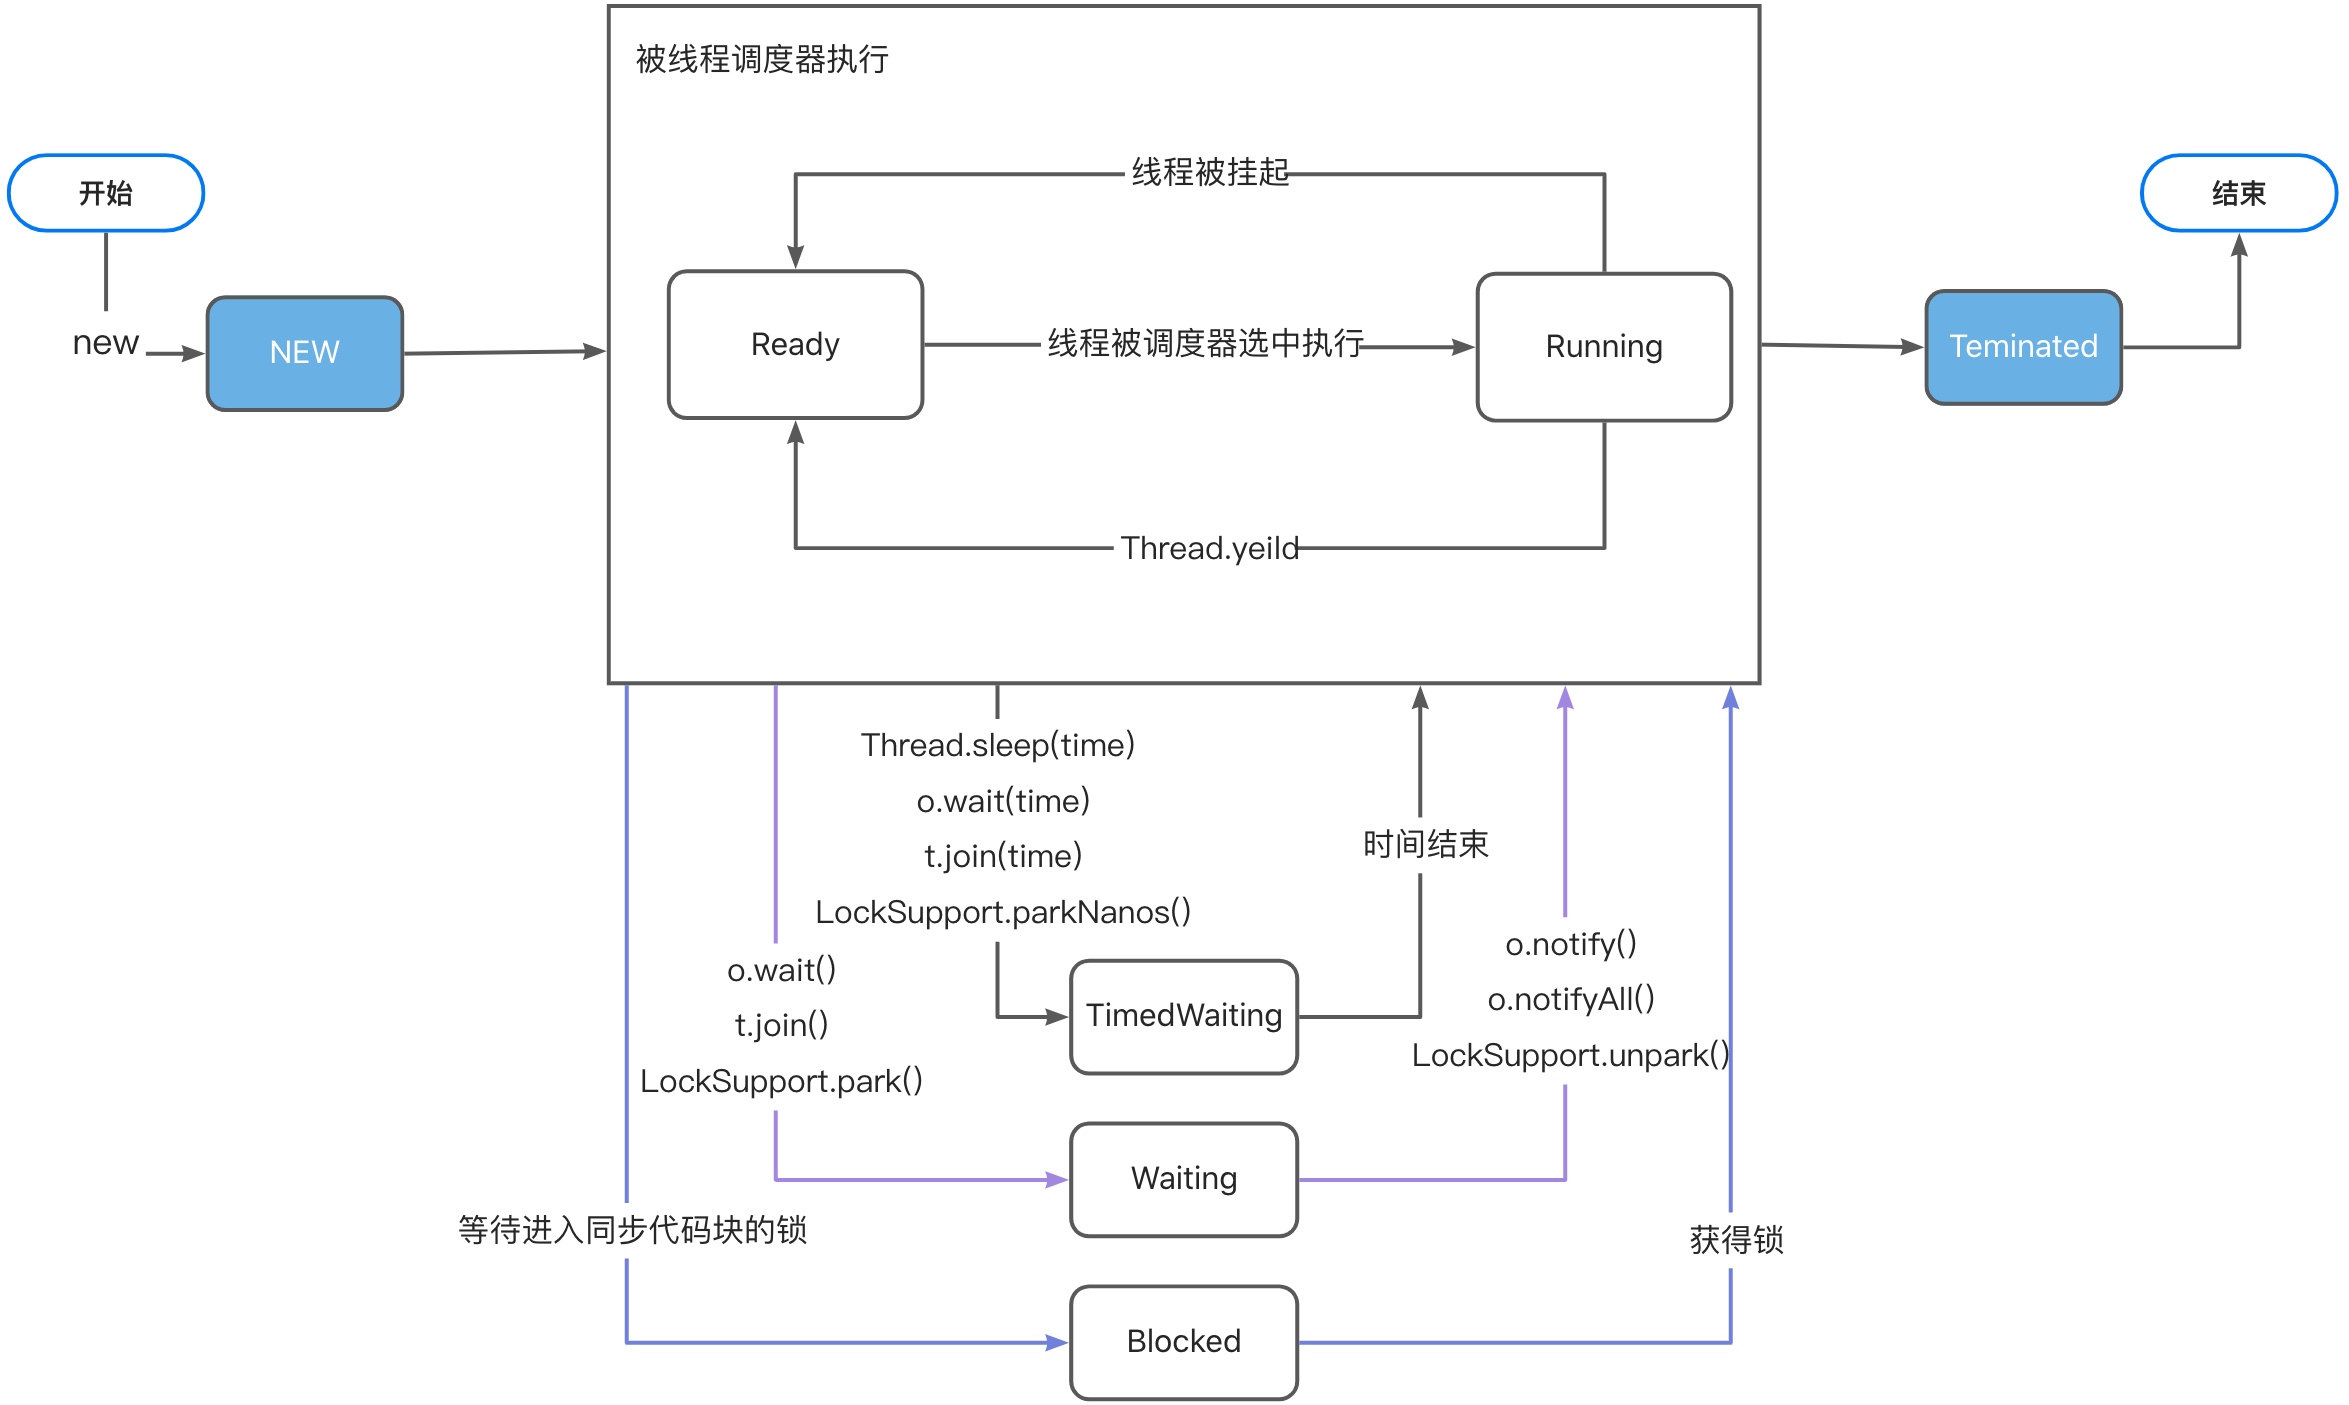 被线程调度器执行
开始
线程被挂起
结束
new
NEW
Ready
线程被调度器选中执行
Running
Teminated
Thread.yeild
Thread.sleep(time)
o.wait(time)
t.join(time)
LockSupport.parkNanos()
时间结束
o.wait()
t.join()
LockSupport.park()
TimedWaiting
o.notify()
o.notifyAll()
LockSupport.unpark()
Waiting
等待进入同步代码块的锁
获得锁
Blocked